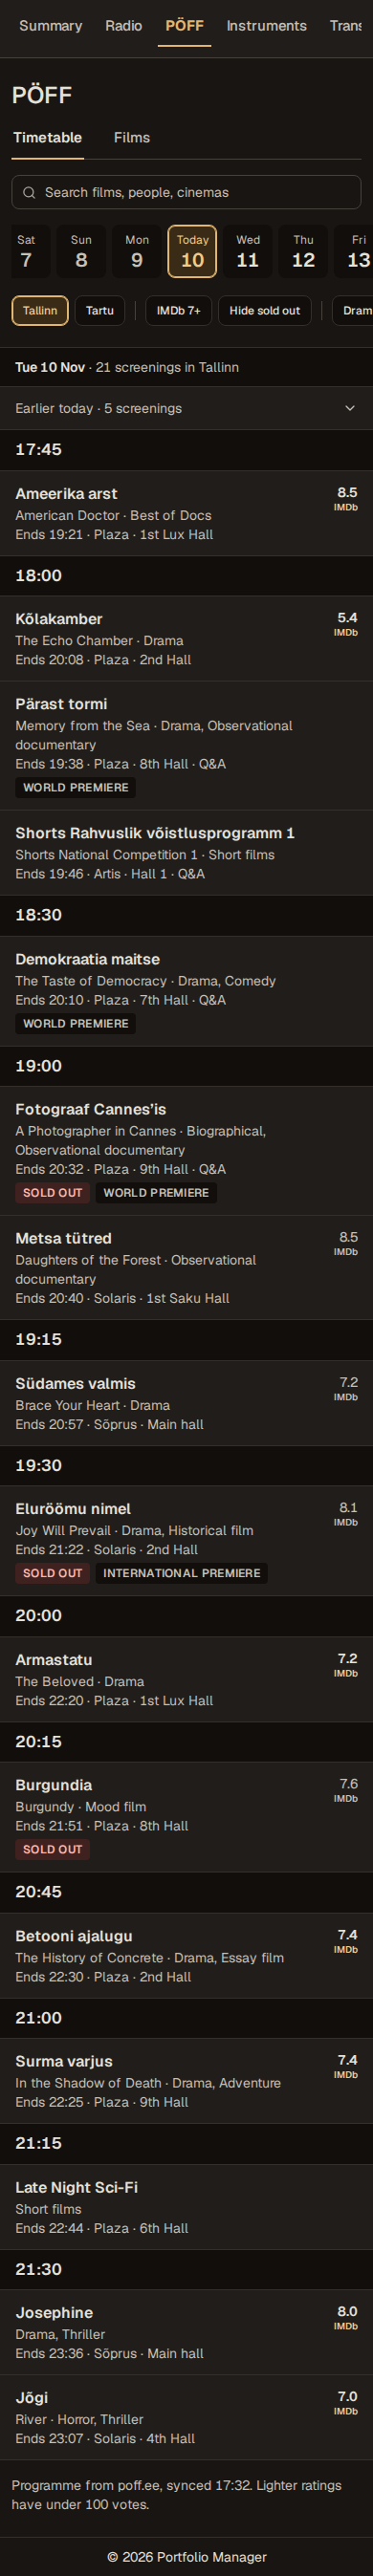 Summary Radio PÖFF Instruments Trans
PÖFF
Timetable Films
Search films, people, cinemas
Sat Sun Mon Today Wed Thu Fri
7 8 9 10 11 12 13
Tallinn Tartu IMDb 7+ Hide sold out Dram
Tue 10 Nov · 21 screenings in Tallinn
Earlier today · 5 screenings
17:45
Ameerika arst 8.5
American Doctor · Best of Docs IMDb
Ends 19:21 · Plaza · 1st Lux Hall
18:00
Kõlakamber 5.4
The Echo Chamber · Drama IMDb
Ends 20:08 · Plaza · 2nd Hall
Pärast tormi
Memory from the Sea · Drama, Observational
documentary
Ends 19:38 · Plaza · 8th Hall · Q&A
WORLD PREMIERE
Shorts Rahvuslik võistlusprogramm 1
Shorts National Competition 1 · Short films
Ends 19:46 · Artis · Hall 1 · Q&A
18:30
Demokraatia maitse
The Taste of Democracy · Drama, Comedy
Ends 20:10 · Plaza · 7th Hall · Q&A
WORLD PREMIERE
19:00
Fotograaf Cannes’is
A Photographer in Cannes · Biographical,
Observational documentary
Ends 20:32 · Plaza · 9th Hall · Q&A
SOLD OUT WORLD PREMIERE
Metsa tütred 8.5
Daughters of the Forest · Observational IMDb
documentary
Ends 20:40 · Solaris · 1st Saku Hall
19:15
Südames valmis 7.2
Brace Your Heart · Drama IMDb
Ends 20:57 · Sõprus · Main hall
19:30
Eluröömu nimel 8.1
Joy Will Prevail · Drama, Historical film IMDb
Ends 21:22 · Solaris · 2nd Hall
SOLD OUT INTERNATIONAL PREMIERE
20:00
Armastatu 7.2
The Beloved · Drama IMDb
Ends 22:20 · Plaza · 1st Lux Hall
20:15
Burgundia 7.6
Burgundy · Mood film IMDb
Ends 21:51 · Plaza · 8th Hall
SOLD OUT
20:45
Betooni ajalugu 7.4
The History of Concrete · Drama, Essay film IMDb
Ends 22:30 · Plaza · 2nd Hall
21:00
Surma varjus 7.4
In the Shadow of Death · Drama, Adventure IMDb
Ends 22:25 · Plaza · 9th Hall
21:15
Late Night Sci-Fi
Short films
Ends 22:44 · Plaza · 6th Hall
21:30
Josephine 8.0
Drama, Thriller IMDb
Ends 23:36 · Sõprus · Main hall
Jõgi 7.0
River · Horror, Thriller IMDb
Ends 23:07 · Solaris · 4th Hall
Programme from poff.ee, synced 17:32. Lighter ratings
have under 100 votes.
© 2026 Portfolio Manager